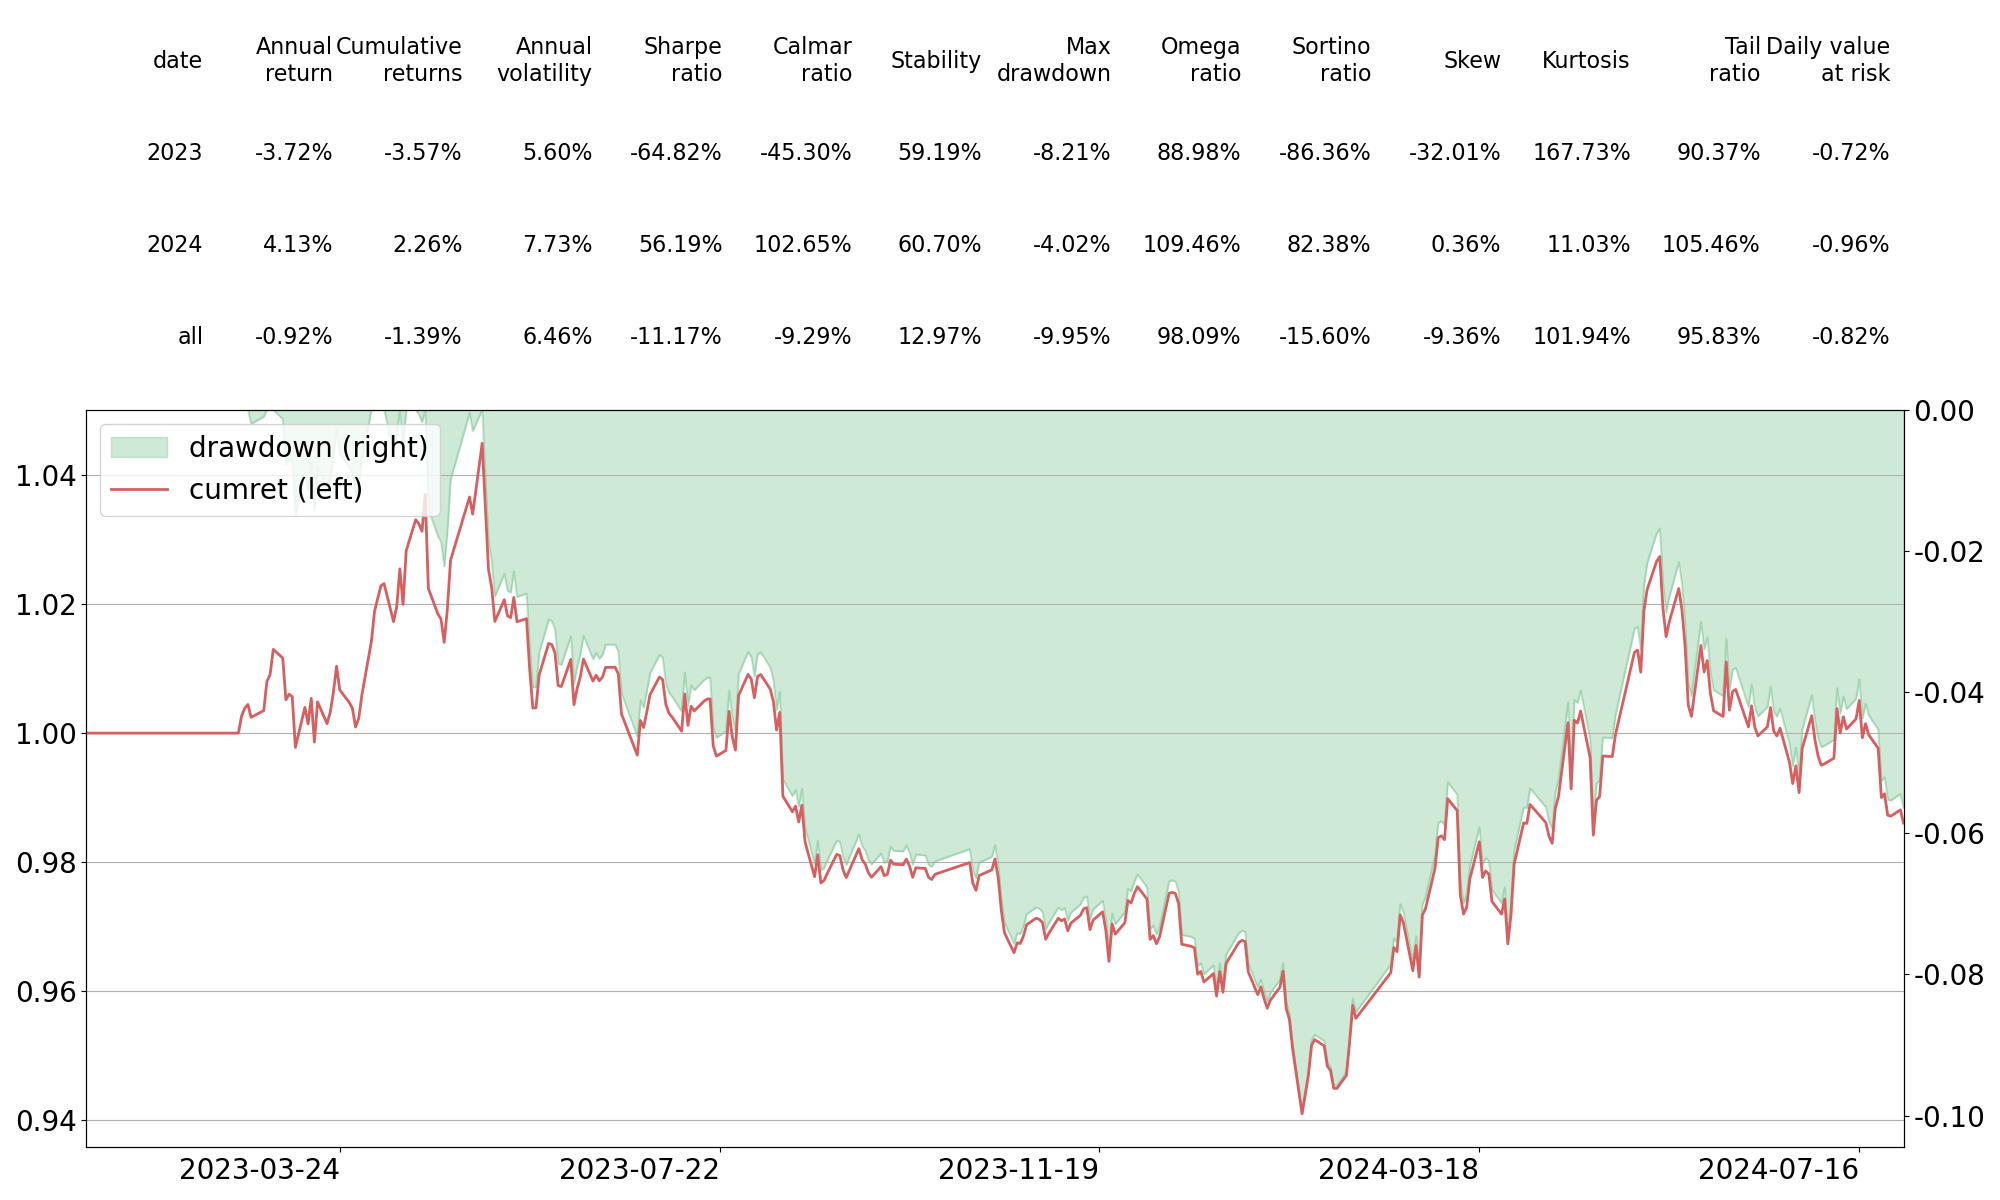 date Annual return Cumulative returns Annual volatility Sharpe ratio Calmar ratio Stability Max drawdown Omega ratio Sortino ratio Skew Kurtosis Tail ratio Daily value at risk
2023 -3.72% -3.57% 5.60% -64.82% -45.30% 59.19% -8.21% 88.98% -86.36% -32.01% 167.73% 90.37% -0.72%
2024 4.13% 2.26% 7.73% 56.19% 102.65% 60.70% -4.02% 109.46% 82.38% 0.36% 11.03% 105.46% -0.96%
all -0.92% -1.39% 6.46% -11.17% -9.29% 12.97% -9.95% 98.09% -15.60% -9.36% 101.94% 95.83% -0.82%
drawdown (right)
cumret (left)
1.04
1.02
1.00
0.98
0.96
0.94
0.00
-0.02
-0.04
-0.06
-0.08
-0.10
2023-03-24 2023-07-22 2023-11-19 2024-03-18 2024-07-16